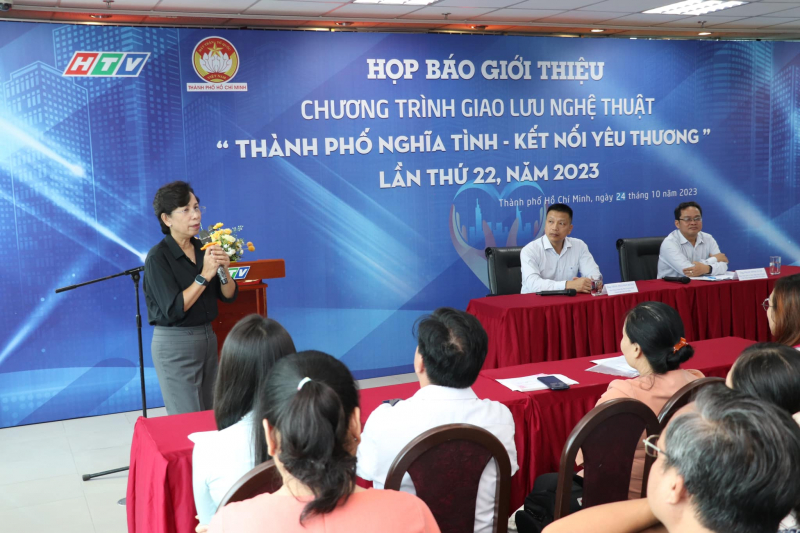 HTV
THÀNH PHỐ HỒ CHÍ MINH
HỌP BÁO GIỚI THIỆU
CHƯƠNG TRÌNH GIAO LƯU NGHỆ THUẬT
“ THÀNH PHỐ NGHĨA TÌNH - KẾT NỐI YÊU THƯƠNG ”
LẦN THỨ 22, NĂM 2023
Thành phố Hồ Chí Minh, ngày 24 tháng 10 năm 2023
HTV